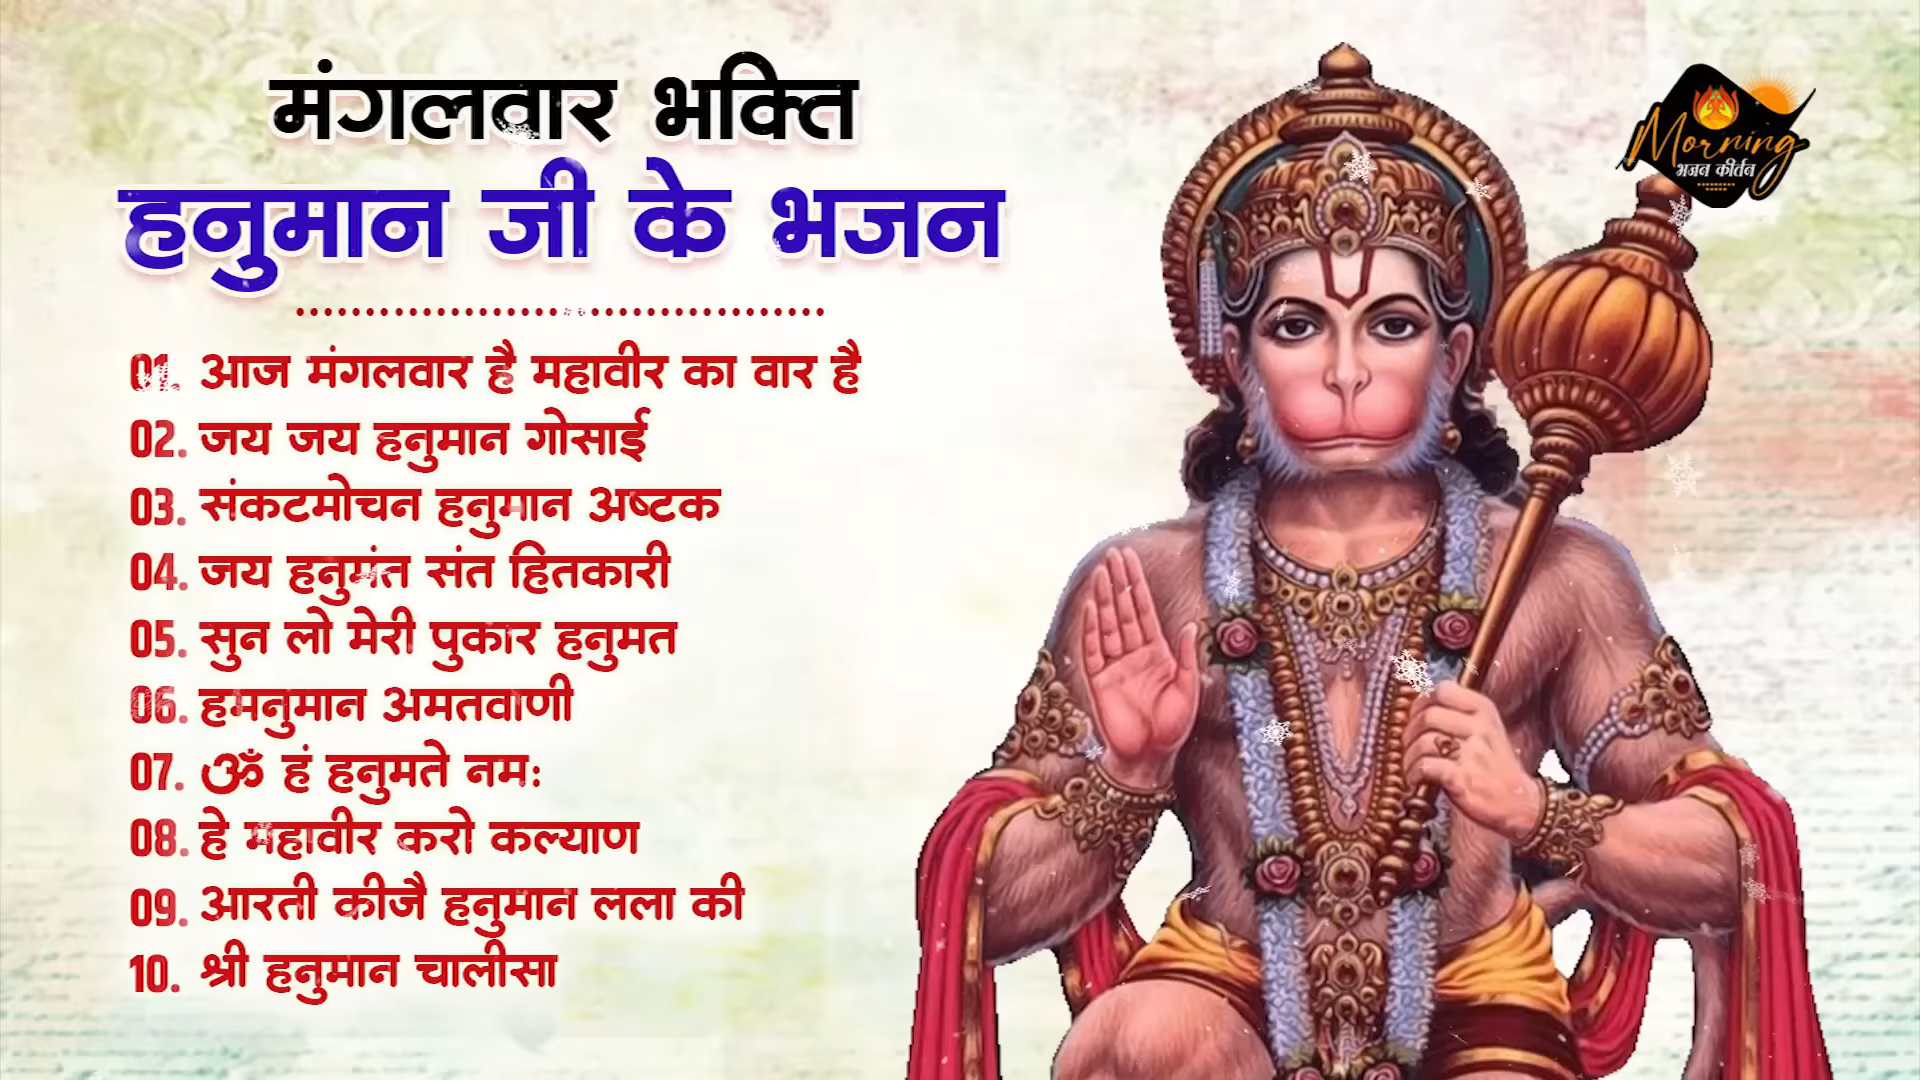 मंगलवार भक्ति
हनुमान जी के भजन
01. आज मंगलवार है महावीर का वार है
02. जय जय हनुमान गोसाई
03. संकटमोचन हनुमान अष्टक
04. जय हनुमंत संत हितकारी
05. सुन लो मेरी पुकार हनुमत
06. हमनुमान अमतवाणी
07. ॐ हं हनुमते नमः
08. हे महावीर करो कल्याण
09. आरती कीजै हनुमान लला की
10. श्री हनुमान चालीसा
Morning
भजन कीर्तन